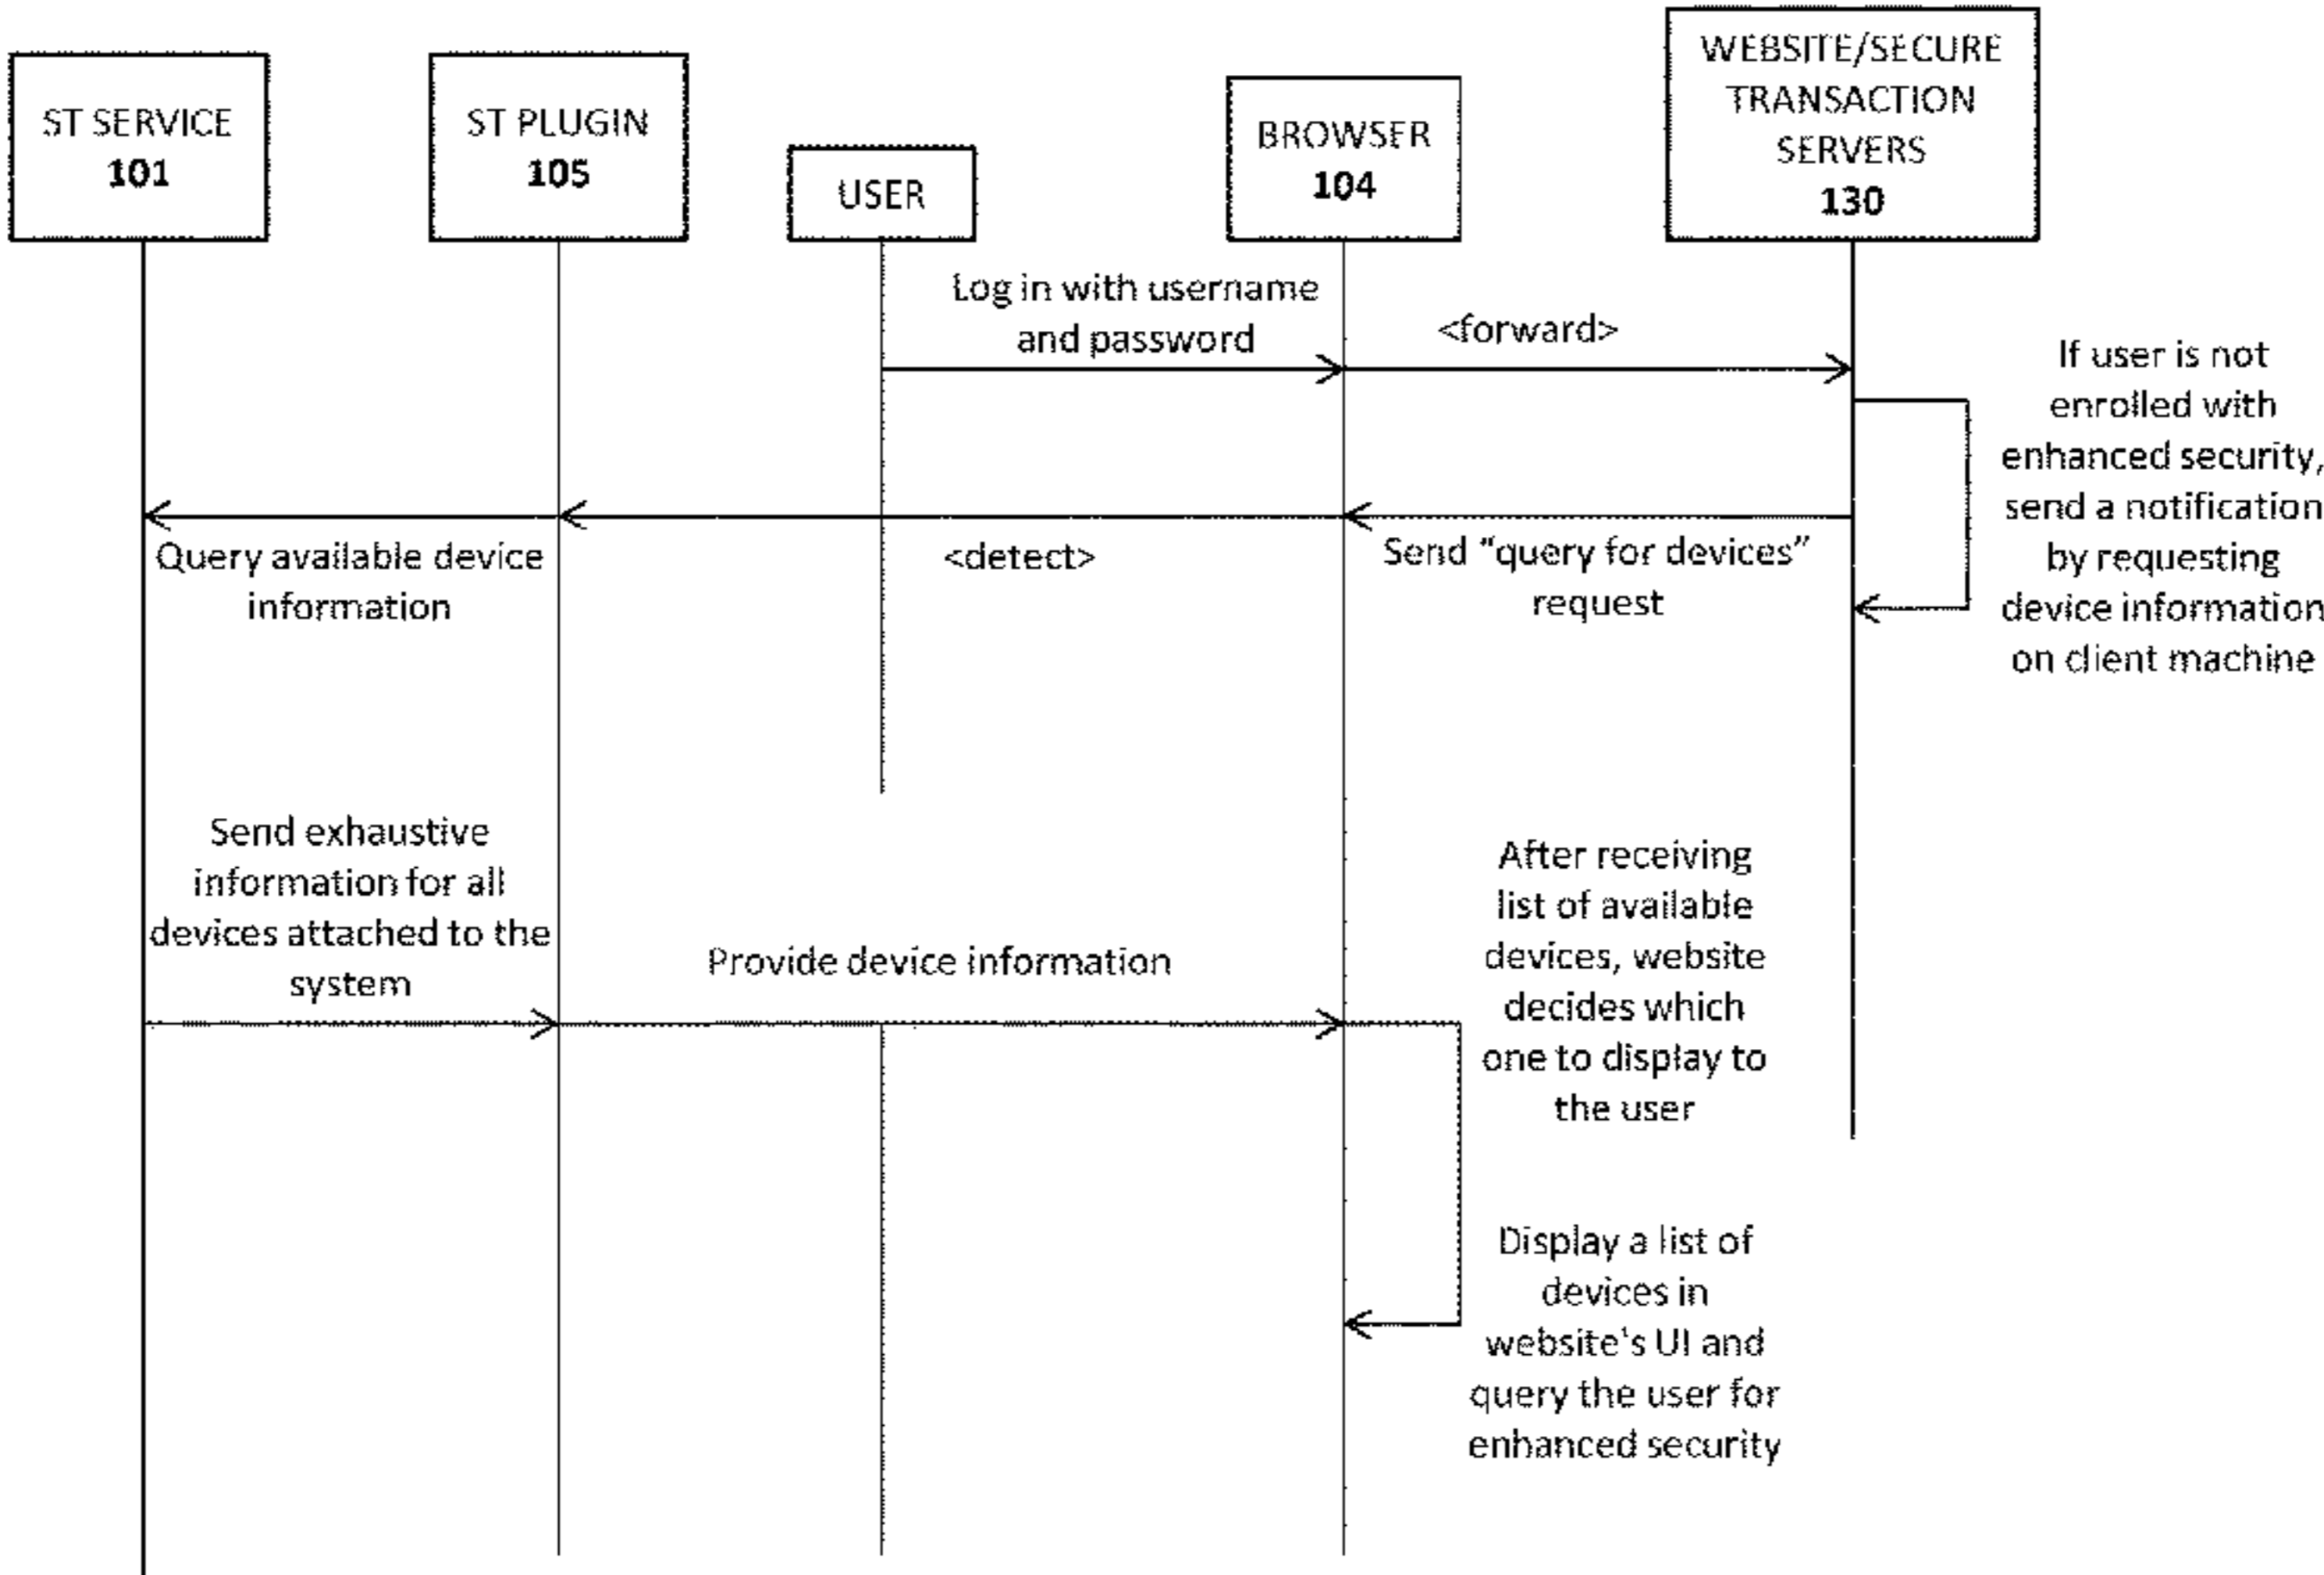 ST SERVICE
101
ST PLUGIN
105
USER
BROWSER
104
WEBSITE/SECURE
TRANSACTION
SERVERS
130
Log in with username
and password
<forward>
If user is not
enrolled with
enhanced security,
send a notification
by requesting
device information
on client machine
Query available device
information
<detect>
Send “query for devices”
request
Send exhaustive
information for all
devices attached to the
system
Provide device information
After receiving
list of available
devices, website
decides which
one to display to
the user
Display a list of
devices in
website's UI and
query the user for
enhanced security